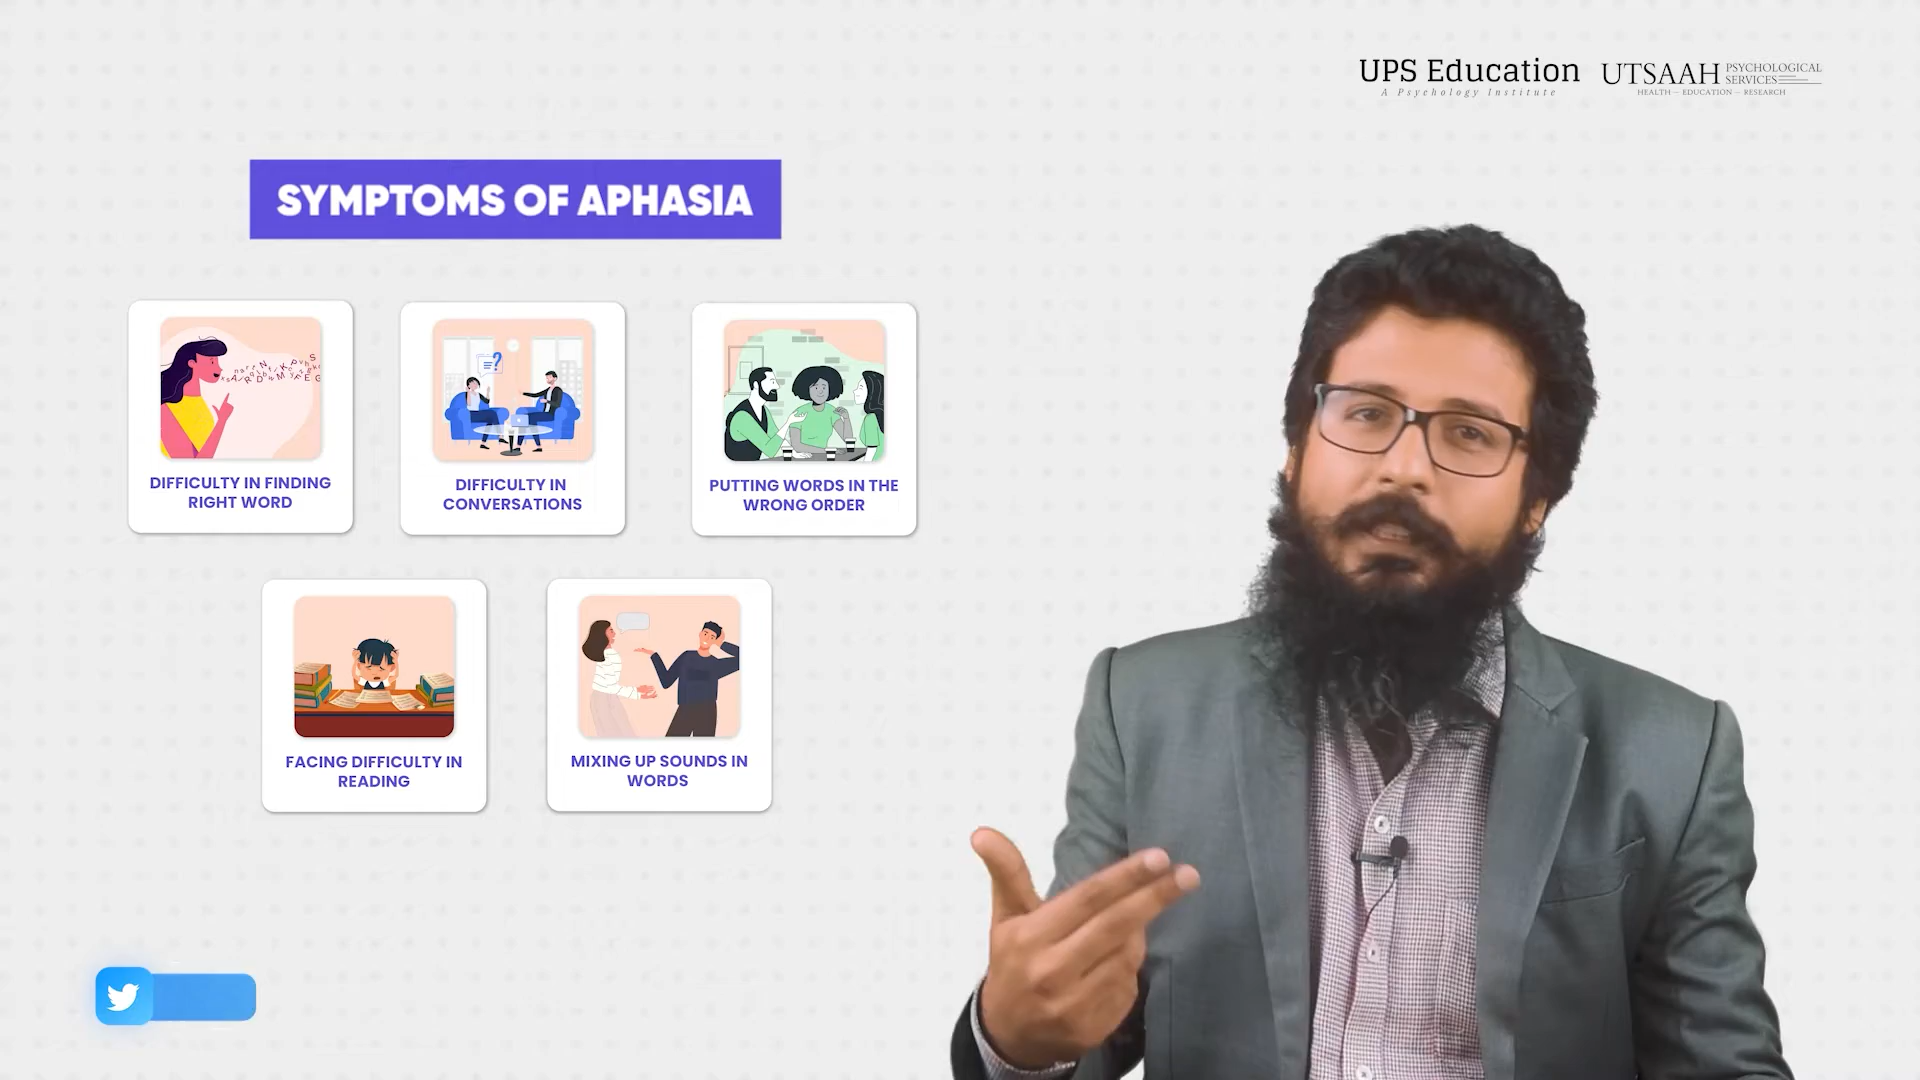 UPS Education
A Psychology Institute
UTSAAH PSYCHOLOGICAL
SERVICES
HEALTH - EDUCATION - RESEARCH
SYMPTOMS OF APHASIA
DIFFICULTY IN FINDING
RIGHT WORD
DIFFICULTY IN
CONVERSATIONS
PUTTING WORDS IN THE
WRONG ORDER
FACING DIFFICULTY IN
READING
MIXING UP SOUNDS IN
WORDS